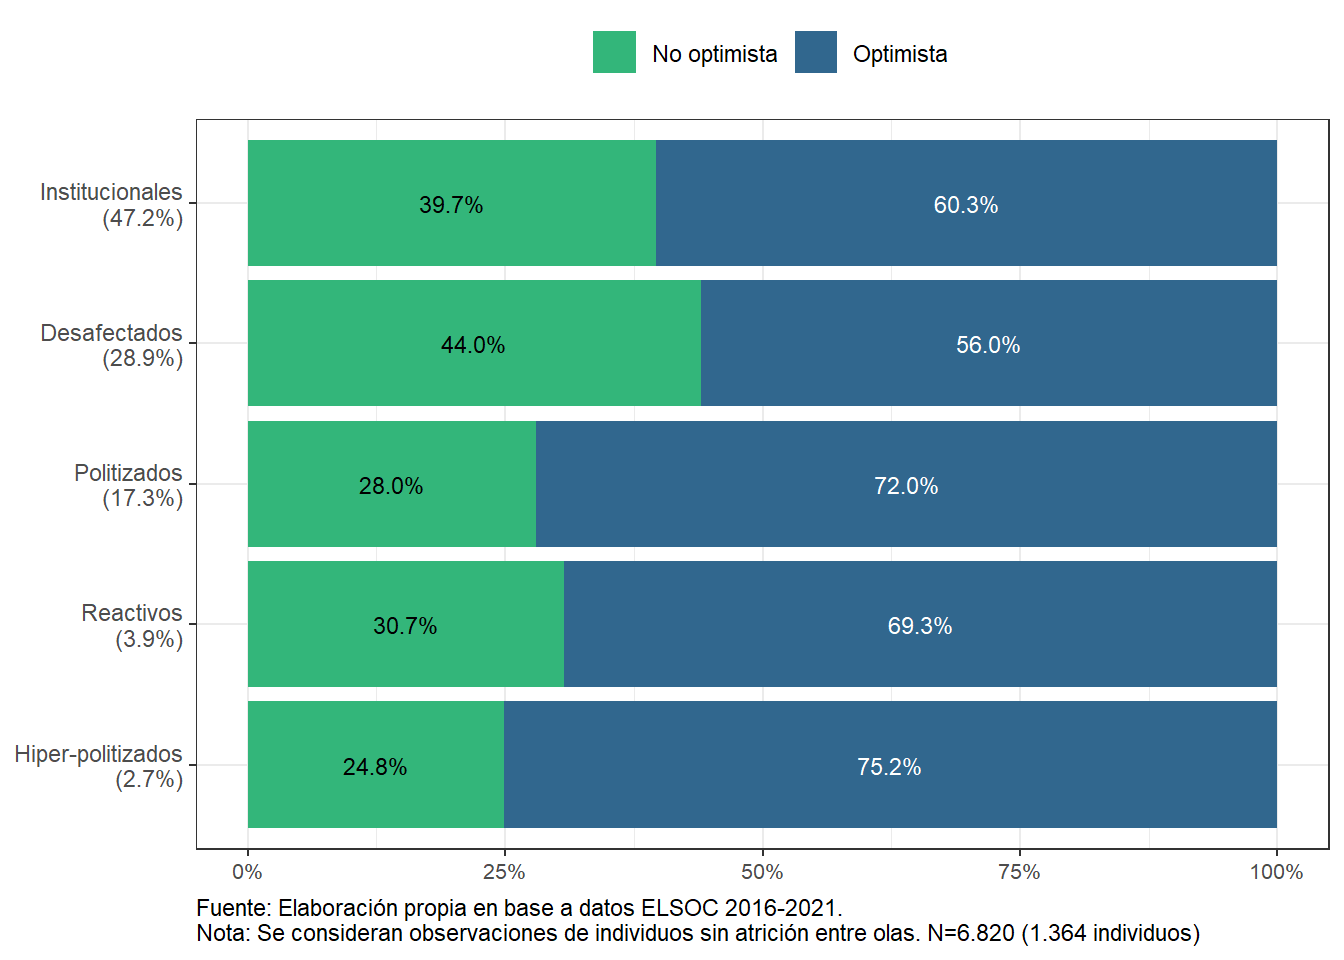 No optimista Optimista
Institucionales
(47.2%)
39.7% 60.3%
Desafectados
(28.9%)
44.0% 56.0%
Politizados
(17.3%)
28.0% 72.0%
Reactivos
(3.9%)
30.7% 69.3%
Hiper-politizados
(2.7%)
24.8% 75.2%
0% 25% 50% 75% 100%
Fuente: Elaboración propia en base a datos ELSOC 2016-2021.
Nota: Se consideran observaciones de individuos sin atrición entre olas. N=6.820 (1.364 individuos)